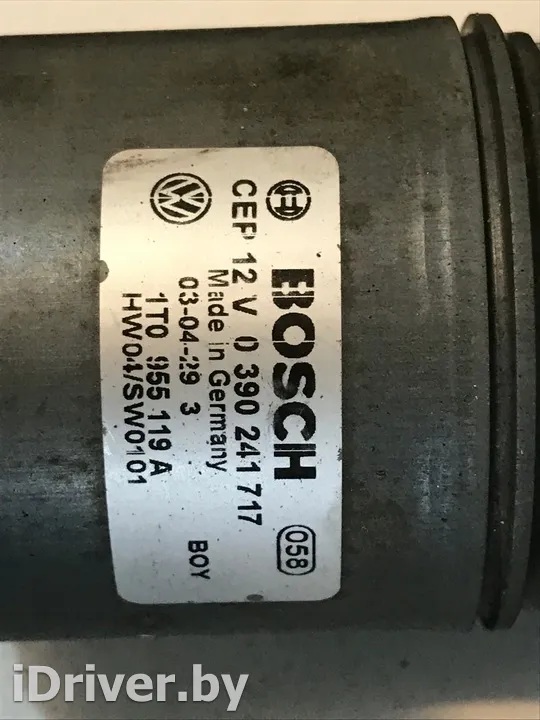 BOSCH 058
CEP 12 V 0 390 241 717
Made in Germany
03-04-29 3 BOY
1T0 955 119 A
HW04/SW0101
iDriver.by